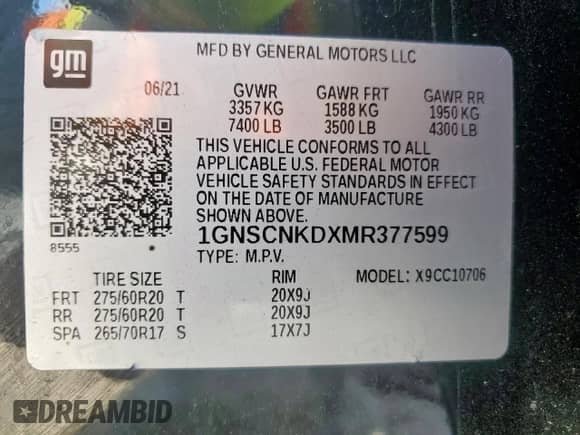 gm
MFD BY GENERAL MOTORS LLC
06/21 GVWR GAWR FRT GAWR RR
3357 KG 1588 KG 1950 KG
7400 LB 3500 LB 4300 LB
THIS VEHICLE CONFORMS TO ALL
APPLICABLE U.S. FEDERAL MOTOR
VEHICLE SAFETY STANDARDS IN EFFECT
ON THE DATE OF MANUFACTURE
SHOWN ABOVE.
8555
1GNSCNKDXMR377599
TYPE: M.P.V.
TIRE SIZE RIM MODEL: X9CC10706
FRT 275/60R20 T 20X9J
RR 275/60R20 T 20X9J
SPA 265/70R17 S 17X7J
DREAMBID